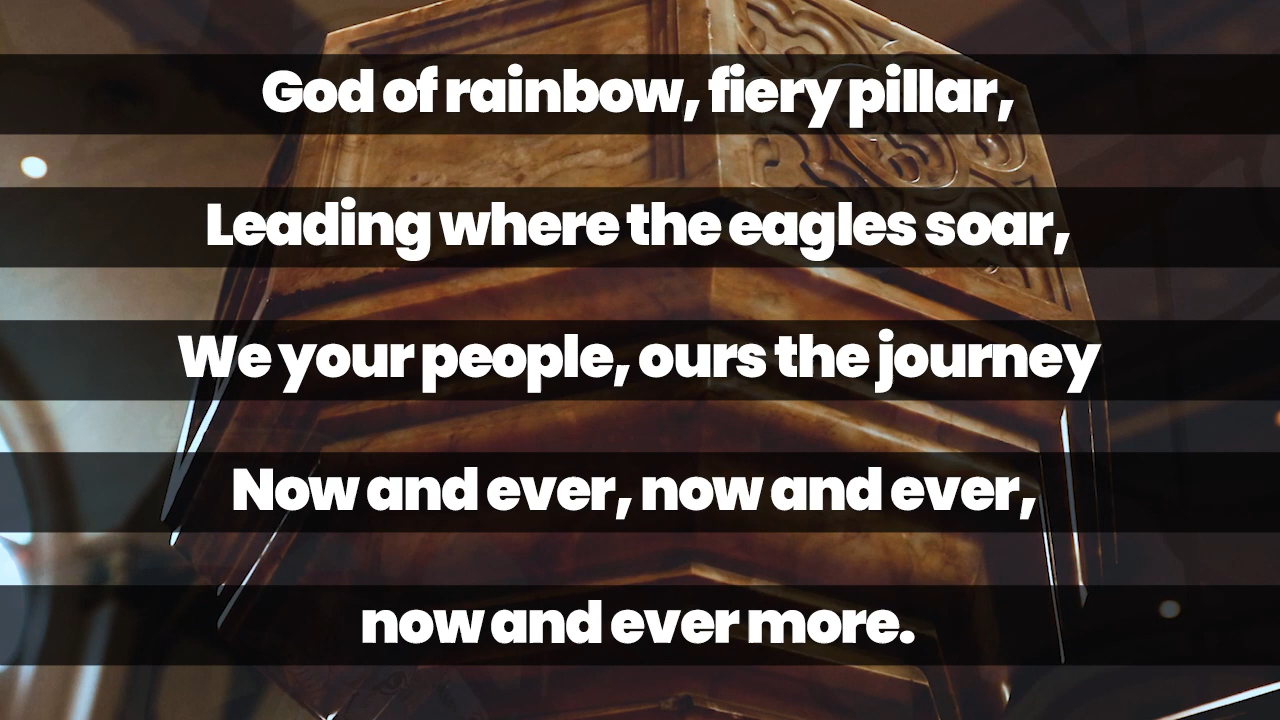 God of rainbow, fiery pillar,
Leading where the eagles soar,
We your people, ours the journey
Now and ever, now and ever,
now and ever more.